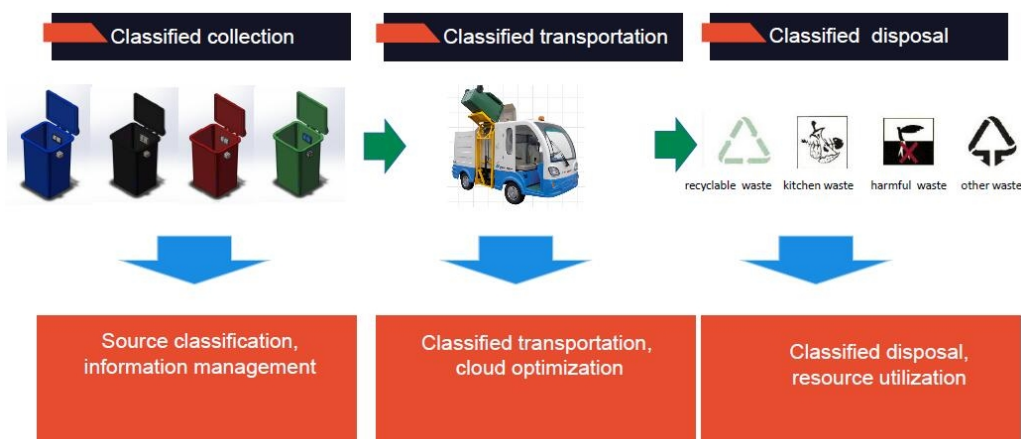 Classified collection
Classified transportation
Classified disposal
recyclable waste
kitchen waste
harmful waste
other waste
Source classification,
information management
Classified transportation,
cloud optimization
Classified disposal,
resource utilization